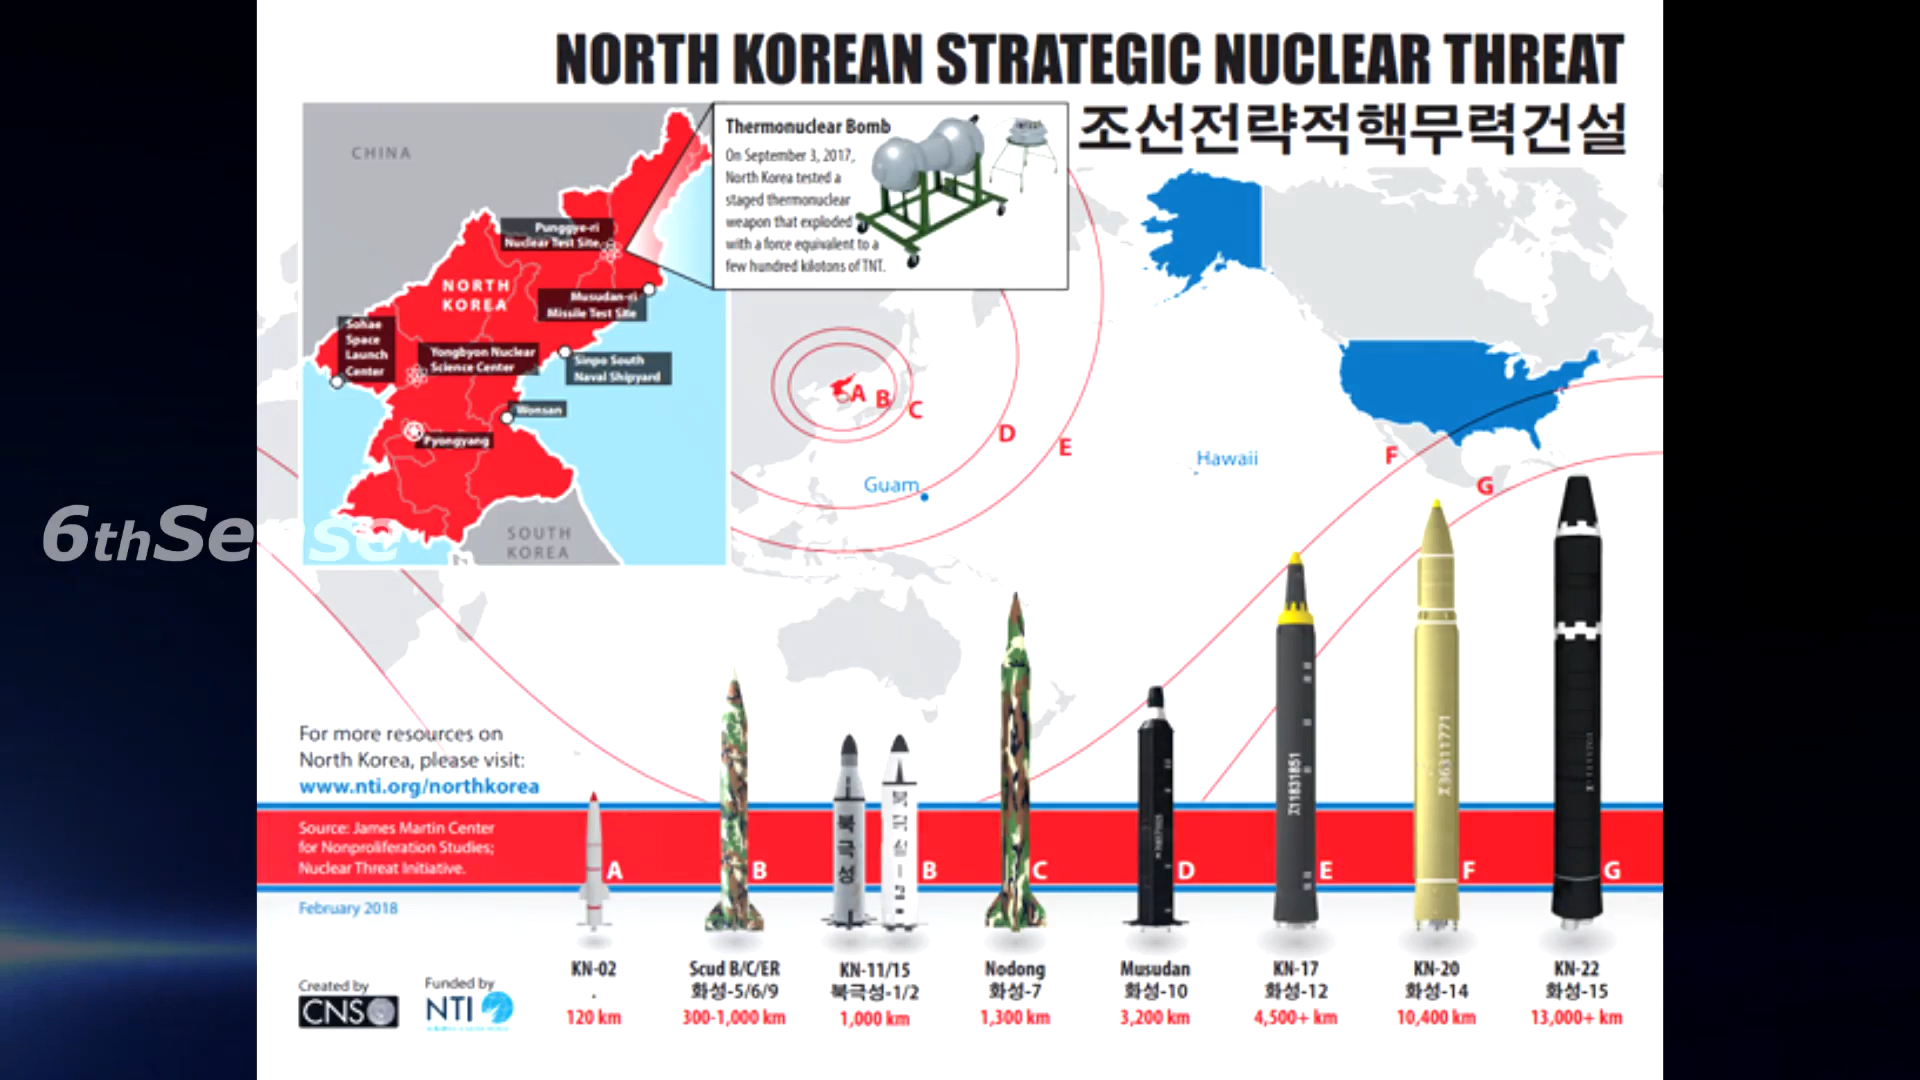 NORTH KOREAN STRATEGIC NUCLEAR THREAT
조선전략적핵무력건설
CHINA
Thermonuclear Bomb
On September 3, 2017,
North Korea tested a
staged thermonuclear
weapon that exploded
with a force equivalent to a
few hundred kilotons of TNT.
Punggye-ri
Nuclear Test Site
NORTH
KOREA
Musudan-ri
Missile Test Site
Sohae
Space
Launch
Center
Yongbyon Nuclear
Science Center
Sinpo South
Naval Shipyard
Wonsan
Pyongyang
SOUTH
KOREA
6thSense
A
B
C
D
E
F
G
Guam
Hawaii
For more resources on
North Korea, please visit:
www.nti.org/northkorea
Source: James Martin Center
for Nonproliferation Studies;
Nuclear Threat Initiative.
February 2018
북극성
X11831851
X36311771
A
B
B
C
D
E
F
G
Created by
CNS
Funded by
NTI
KN-02
120 km
Scud B/C/ER
화성-5/6/9
300-1,000 km
KN-11/15
북극성-1/2
1,000 km
Nodong
화성-7
1,300 km
Musudan
화성-10
3,200 km
KN-17
화성-12
4,500+ km
KN-20
화성-14
10,400 km
KN-22
화성-15
13,000+ km